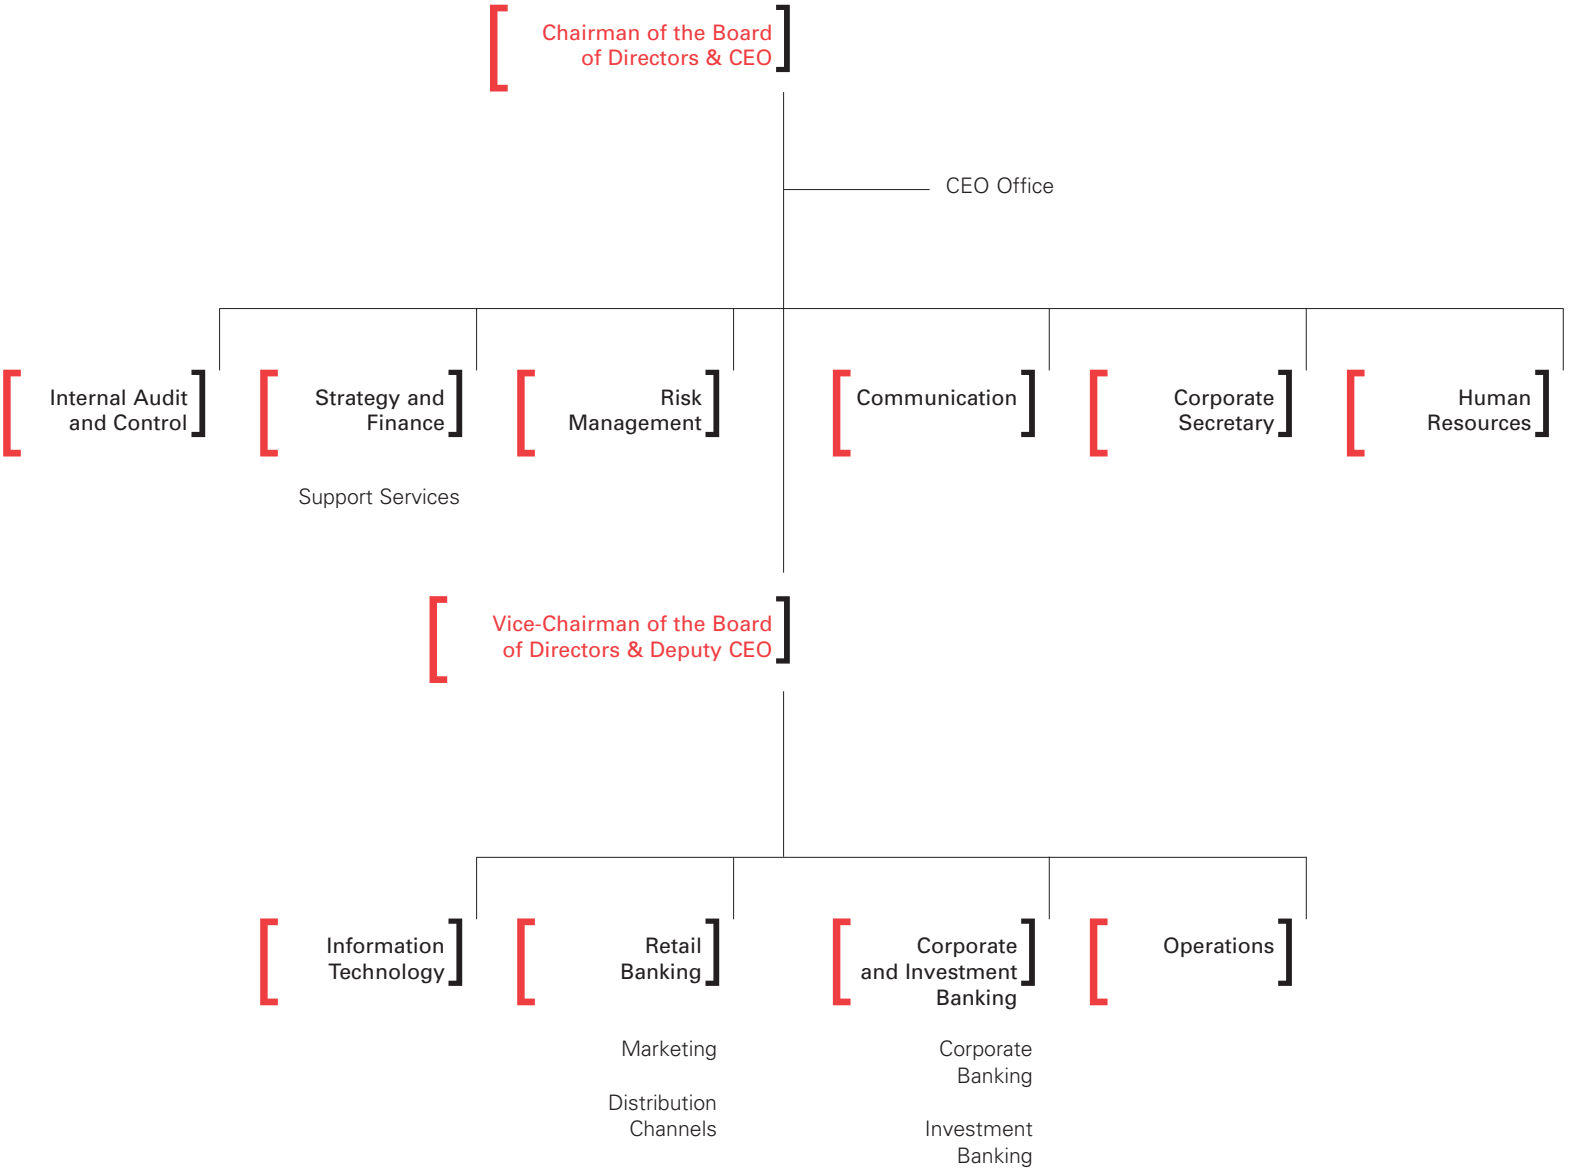 Chairman of the Board
of Directors & CEO
CEO Office
Internal Audit
and Control
Strategy and
Finance
Support Services
Risk
Management
Communication
Corporate
Secretary
Human
Resources
Vice-Chairman of the Board
of Directors & Deputy CEO
Information
Technology
Retail
Banking
Marketing
Distribution
Channels
Corporate
and Investment
Banking
Corporate
Banking
Investment
Banking
Operations